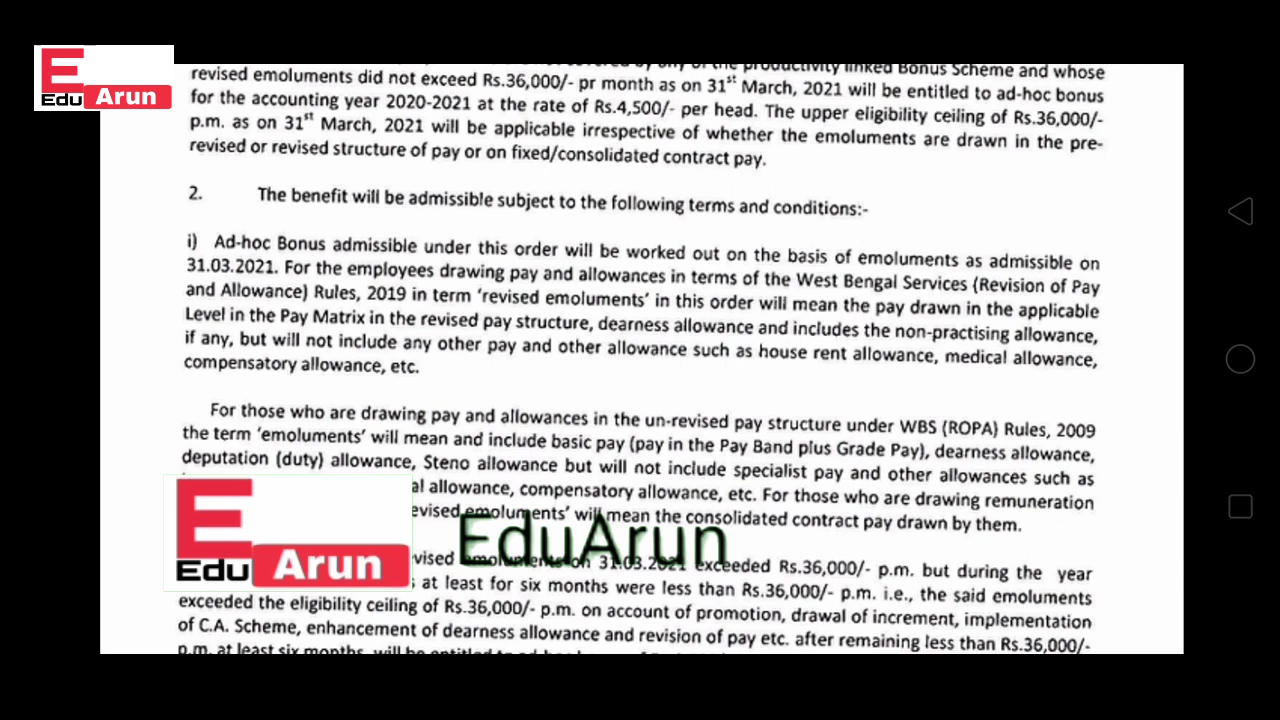 E
Edu Arun
productivity linked Bonus Scheme and whose
revised emoluments did not exceed Rs.36,000/- pr month as on 31st March, 2021 will be entitled to ad-hoc bonus
for the accounting year 2020-2021 at the rate of Rs.4,500/- per head. The upper eligibility ceiling of Rs.36,000/-
p.m. as on 31st March, 2021 will be applicable irrespective of whether the emoluments are drawn in the pre-
revised or revised structure of pay or on fixed/consolidated contract pay.
2. The benefit will be admissible subject to the following terms and conditions:-
i) Ad-hoc Bonus admissible under this order will be worked out on the basis of emoluments as admissible on
31.03.2021. For the employees drawing pay and allowances in terms of the West Bengal Services (Revision of Pay
and Allowance) Rules, 2019 in term 'revised emoluments' in this order will mean the pay drawn in the applicable
Level in the Pay Matrix in the revised pay structure, dearness allowance and includes the non-practising allowance,
if any, but will not include any other pay and other allowance such as house rent allowance, medical allowance,
compensatory allowance, etc.
For those who are drawing pay and allowances in the un-revised pay structure under WBS (ROPA) Rules, 2009
the term 'emoluments' will mean and include basic pay (pay in the Pay Band plus Grade Pay), dearness allowance,
deputation (duty) allowance, Steno allowance but will not include specialist pay and other allowances such as
al allowance, compensatory allowance, etc. For those who are drawing remuneration
evised emoluments' will mean the consolidated contract pay drawn by them.
E
Edu Arun
EduArun
vised emoluments on 31.03.2021 exceeded Rs.36,000/- p.m. but during the year
at least for six months were less than Rs.36,000/- p.m. i.e., the said emoluments
exceeded the eligibility ceiling of Rs.36,000/- p.m. on account of promotion, drawal of increment, implementation
of C.A. Scheme, enhancement of dearness allowance and revision of pay etc. after remaining less than Rs.36,000/-
p.m. at least six months, will be entitled to